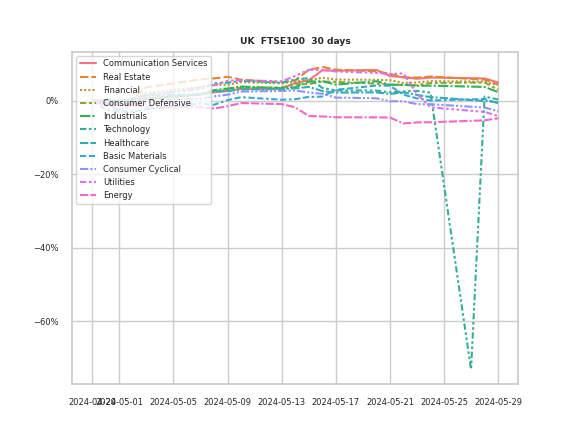 UK  FTSE100  30 days
Communication Services
Real Estate
Financial
Consumer Defensive
Industrials
Technology
Healthcare
Basic Materials
Consumer Cyclical
Utilities
Energy
0%
−20%
−40%
−60%
2024-05-01 2024-05-05 2024-05-09 2024-05-13 2024-05-17 2024-05-21 2024-05-25 2024-05-29